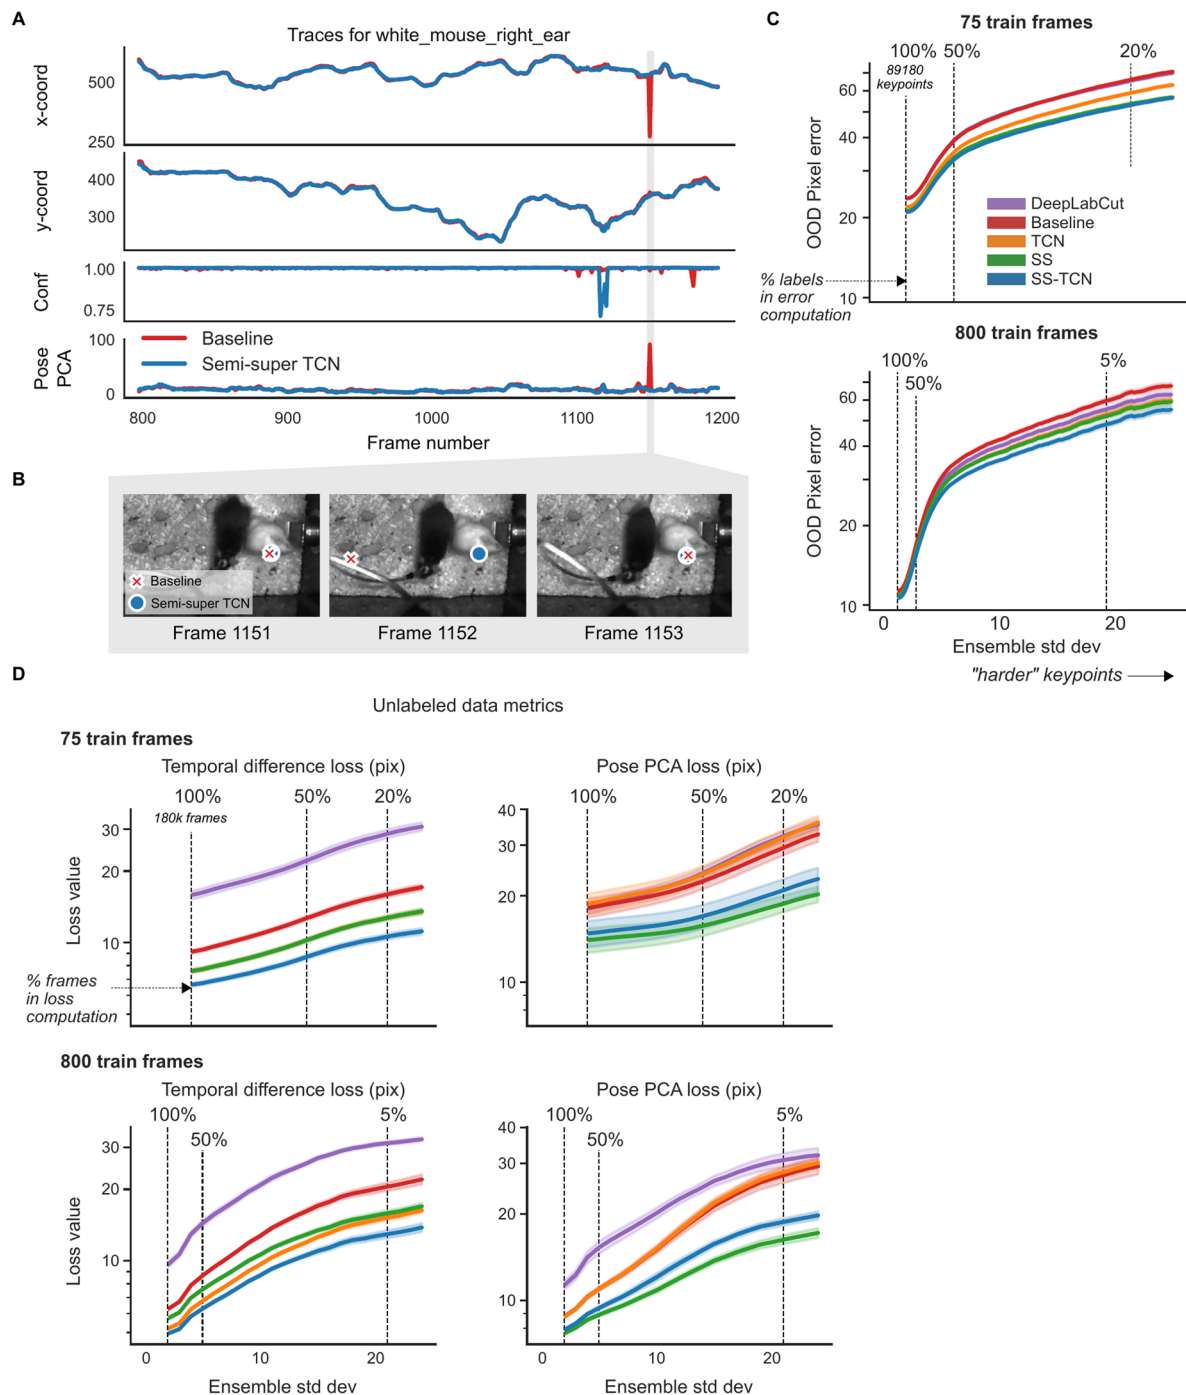 A
Traces for white_mouse_right_ear
x-coord
500
250
y-coord
400
300
Conf
1.00
0.75
Pose
PCA
100
0
Baseline
Semi-super TCN
800
900
1000
1100
1200
Frame number
B
Baseline
Semi-super TCN
Frame 1151
Frame 1152
Frame 1153
C
75 train frames
100%
50%
20%
89180
keypoints
OOD Pixel error
60
40
20
10
DeepLabCut
Baseline
TCN
SS
SS-TCN
% labels
in error
computation
800 train frames
100%
50%
5%
OOD Pixel error
60
40
20
10
0
10
20
Ensemble std dev
"harder" keypoints
D
Unlabeled data metrics
75 train frames
Temporal difference loss (pix)
100%
50%
20%
180k frames
Loss value
30
20
10
% frames
in loss
computation
Pose PCA loss (pix)
100%
50%
20%
40
30
20
10
800 train frames
Temporal difference loss (pix)
100%
50%
5%
Loss value
30
20
10
0
10
20
Ensemble std dev
Pose PCA loss (pix)
100%
50%
5%
40
30
20
10
0
10
20
Ensemble std dev